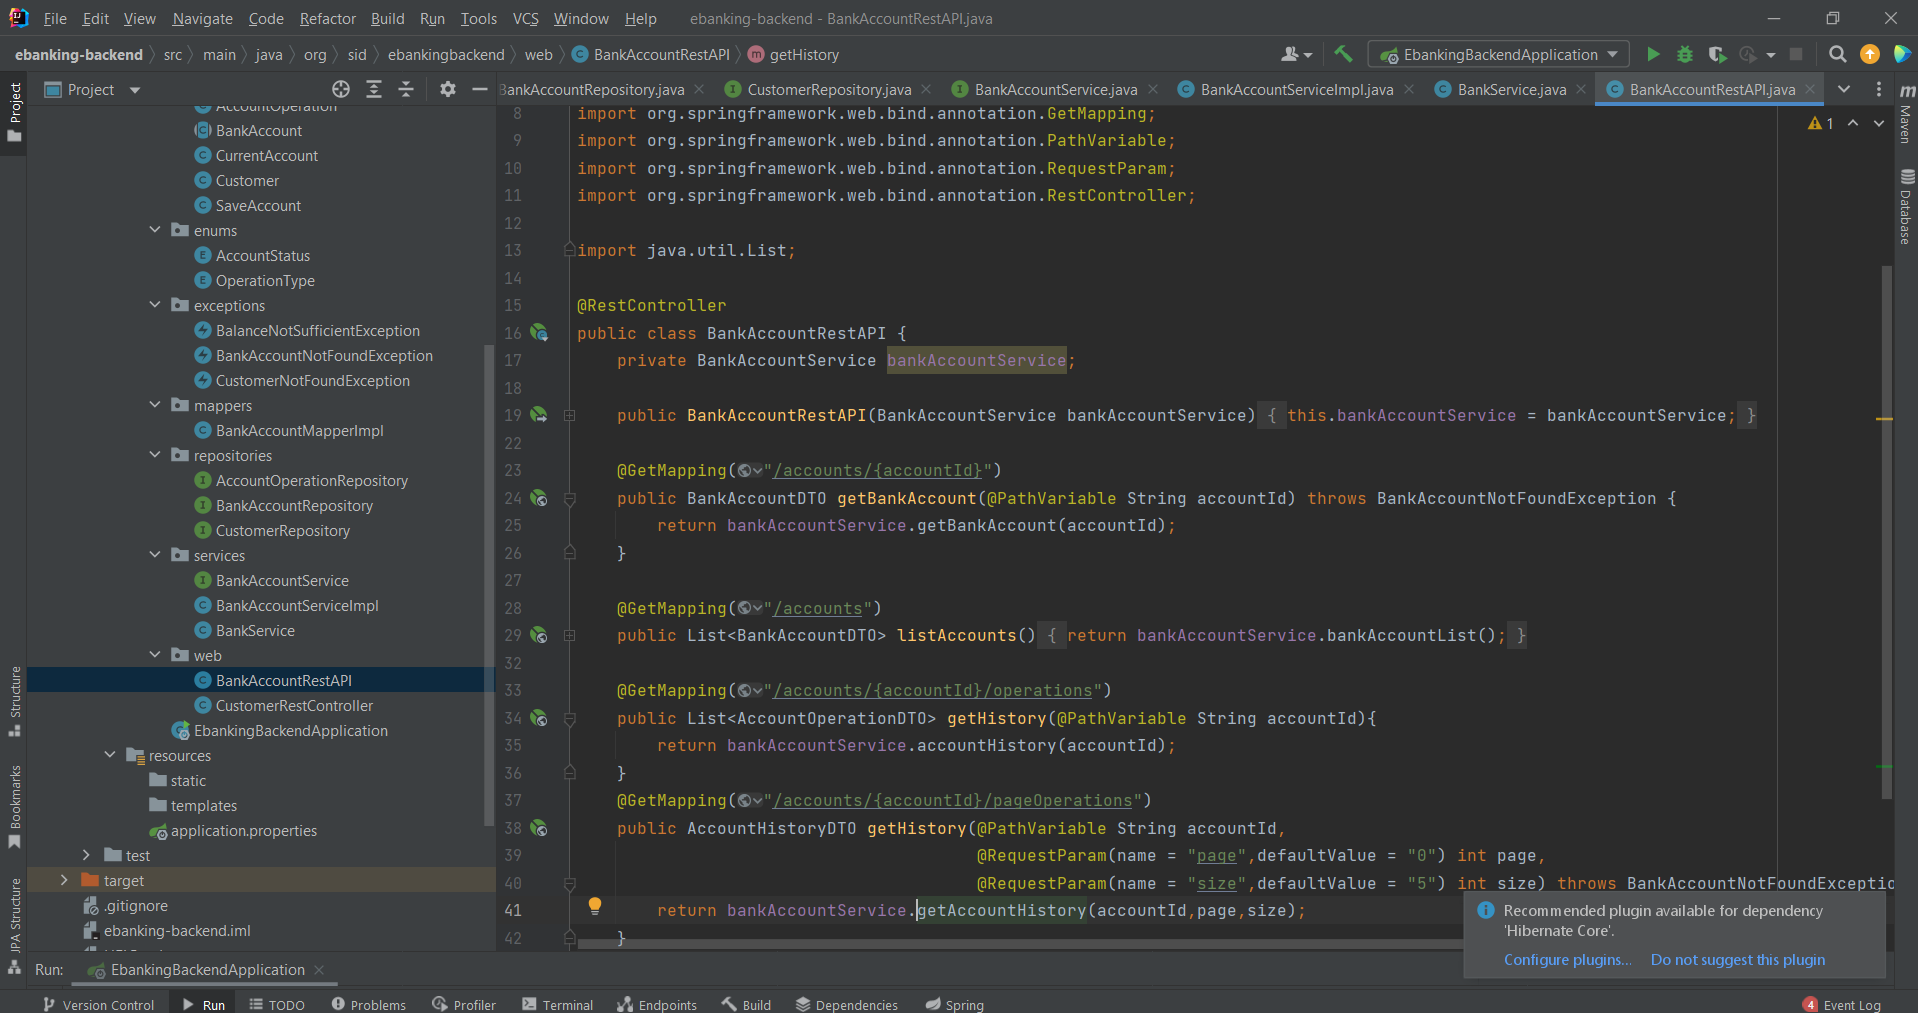 File Edit View Navigate Code Refactor Build Run Tools VCS Window Help ebanking-backend - BankAccountRestAPI.java
ebanking-backend src main java org sid ebankingbackend web BankAccountRestAPI getHistory EbankingBackendApplication
Project
BankAccountRepository.java CustomerRepository.java BankAccountService.java BankAccountServiceImpl.java BankService.java BankAccountRestAPI.java
Project
AccountOperation
BankAccount
CurrentAccount
Customer
SaveAccount
enums
AccountStatus
OperationType
exceptions
BalanceNotSufficientException
BankAccountNotFoundException
CustomerNotFoundException
mappers
BankAccountMapperImpl
repositories
AccountOperationRepository
BankAccountRepository
CustomerRepository
services
BankAccountService
BankAccountServiceImpl
BankService
web
BankAccountRestAPI
CustomerRestController
EbankingBackendApplication
resources
static
templates
application.properties
test
target
.gitignore
ebanking-backend.iml
Structure
Bookmarks
JPA Structure
8 import org.springframework.web.bind.annotation.GetMapping;
9 import org.springframework.web.bind.annotation.PathVariable;
10 import org.springframework.web.bind.annotation.RequestParam;
11 import org.springframework.web.bind.annotation.RestController;
12
13 import java.util.List;
14
15 @RestController
16 public class BankAccountRestAPI {
17 private BankAccountService bankAccountService;
18
19 public BankAccountRestAPI(BankAccountService bankAccountService) { this.bankAccountService = bankAccountService; }
22
23 @GetMapping("/accounts/{accountId}")
24 public BankAccountDTO getBankAccount(@PathVariable String accountId) throws BankAccountNotFoundException {
25 return bankAccountService.getBankAccount(accountId);
26 }
27
28 @GetMapping("/accounts")
29 public List<BankAccountDTO> listAccounts() { return bankAccountService.bankAccountList(); }
32
33 @GetMapping("/accounts/{accountId}/operations")
34 public List<AccountOperationDTO> getHistory(@PathVariable String accountId){
35 return bankAccountService.accountHistory(accountId);
36 }
37 @GetMapping("/accounts/{accountId}/pageOperations")
38 public AccountHistoryDTO getHistory(@PathVariable String accountId,
39 @RequestParam(name = "page",defaultValue = "0") int page,
40 @RequestParam(name = "size",defaultValue = "5") int size) throws BankAccountNotFoundExceptio
41 return bankAccountService.getAccountHistory(accountId,page,size);
42 }
1
m Maven
Database
Recommended plugin available for dependency
'Hibernate Core'.
Configure plugins... Do not suggest this plugin
Run: EbankingBackendApplication
Version Control Run TODO Problems Profiler Terminal Endpoints Build Dependencies Spring 4 Event Log